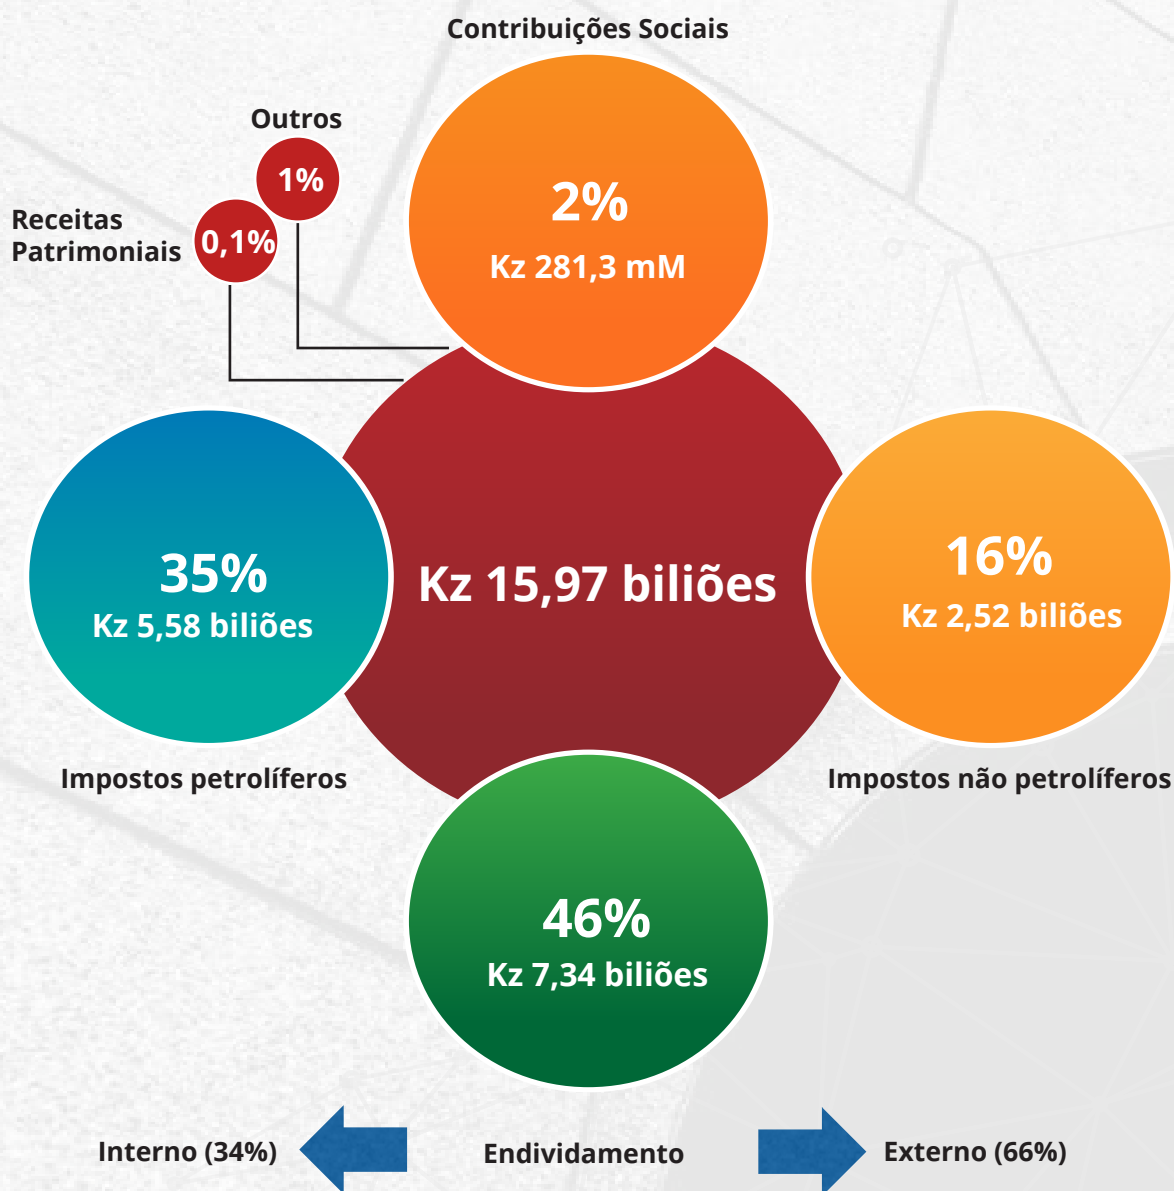 Contribuições Sociais
Outros
1%
Receitas
Patrimoniais
0,1%
2%
Kz 281,3 mM
35%
Kz 5,58 biliões
Kz 15,97 biliões
16%
Kz 2,52 biliões
Impostos petrolíferos
Impostos não petrolíferos
46%
Kz 7,34 biliões
Interno (34%)
Endividamento
Externo (66%)